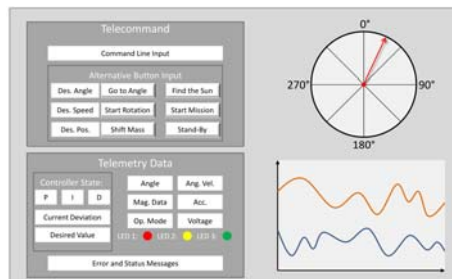 Telecommand
Command Line Input
Alternative Button Input
Des. Angle Go to Angle Find the Sun
Des. Speed Start Rotation Start Mission
Des. Pos. Shift Mass Stand-By
Telemetry Data
Controller State:
P I D
Current Deviation
Desired Value
Angle Ang. Vel.
Mag. Data Acc.
Op. Mode Voltage
LED 1: LED 2: LED 3:
Error and Status Messages
0°
270° 90°
180°